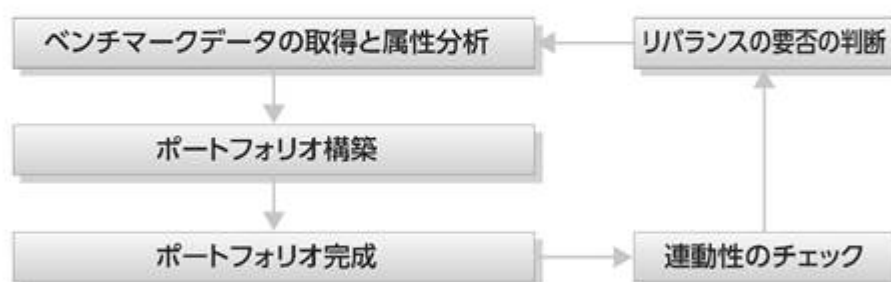 ベンチマークデータの取得と属性分析
リバランスの要否の判断
ポートフォリオ構築
ポートフォリオ完成
連動性のチェック